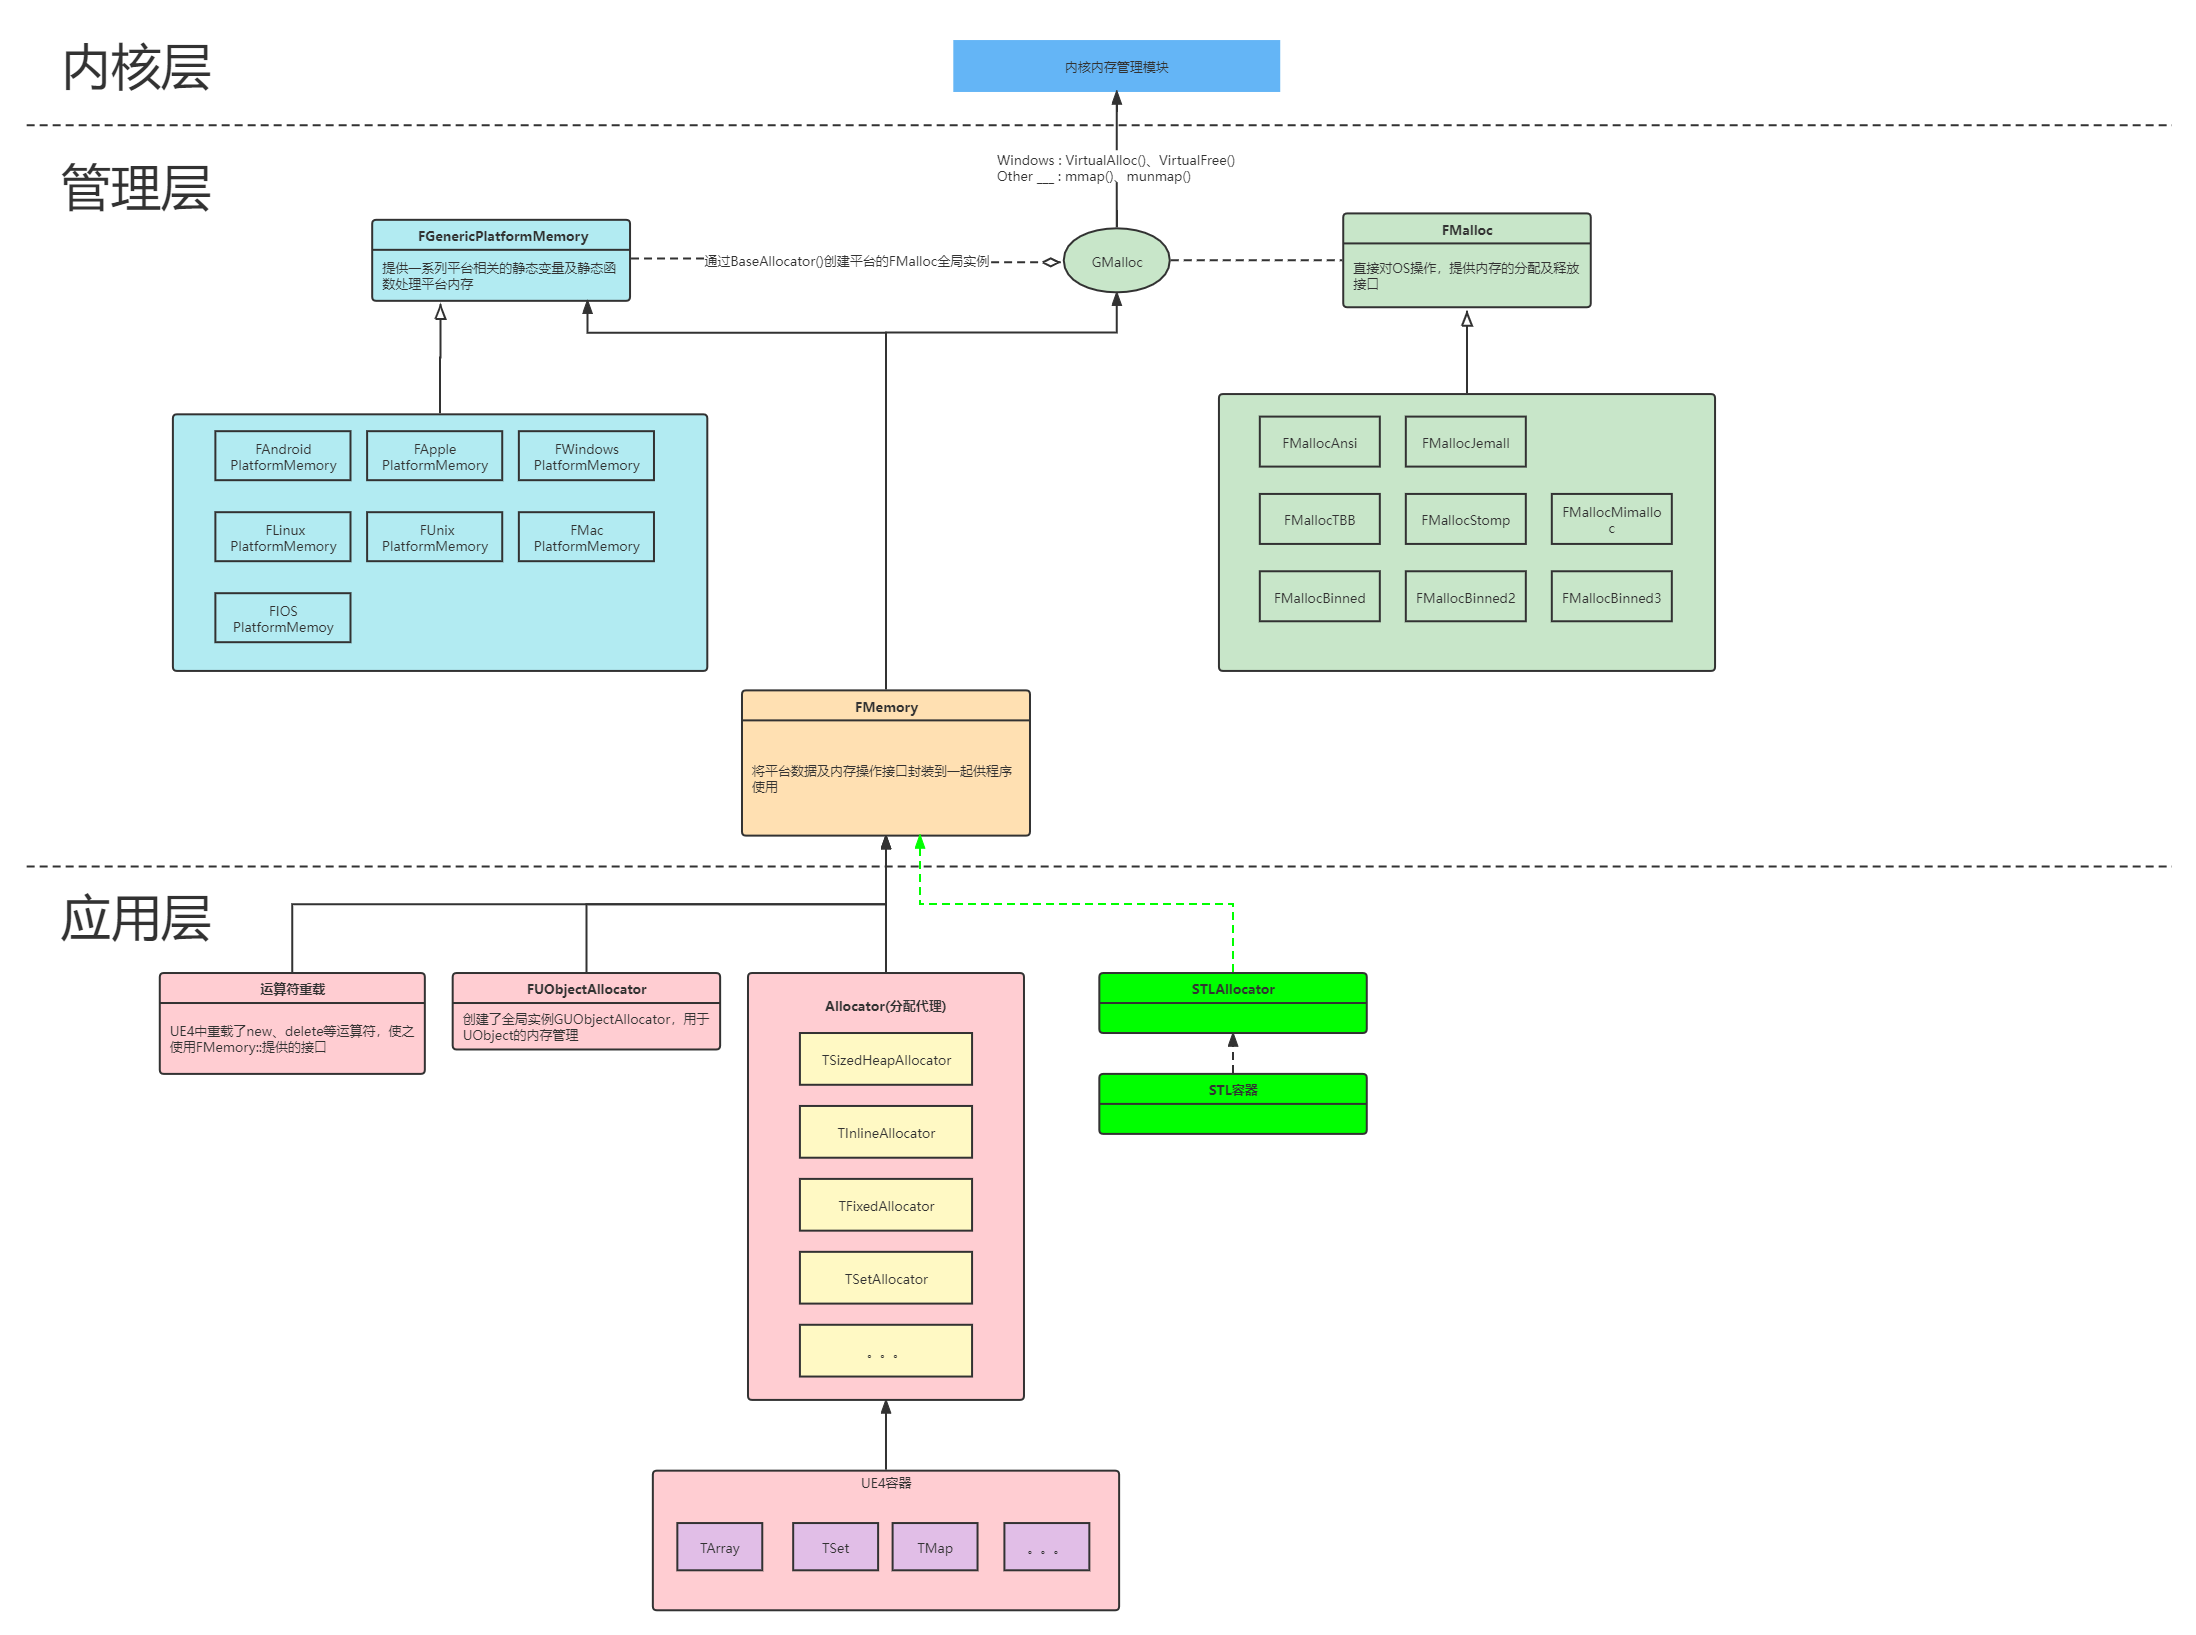 内核层
内核内存管理模块
管理层
Windows : VirtualAlloc()、VirtualFree()
Other ___ : mmap()、munmap()
FGenericPlatformMemory
提供一系列平台相关的静态变量及静态函
数处理平台内存
通过BaseAllocator()创建平台的FMalloc全局实例
GMalloc
FMalloc
直接对OS操作，提供内存的分配及释放
接口
FAndroid
PlatformMemory
FApple
PlatformMemory
FWindows
PlatformMemory
FLinux
PlatformMemory
FUnix
PlatformMemory
FMac
PlatformMemory
FIOS
PlatformMemoy
FMallocAnsi
FMallocJemall
FMallocTBB
FMallocStomp
FMallocMimallo
c
FMallocBinned
FMallocBinned2
FMallocBinned3
FMemory
将平台数据及内存操作接口封装到一起供程序
使用
应用层
运算符重载
UE4中重载了new、delete等运算符，使之
使用FMemory::提供的接口
FUObjectAllocator
创建了全局实例GUObjectAllocator，用于
UObject的内存管理
Allocator(分配代理)
TSizedHeapAllocator
TInlineAllocator
TFixedAllocator
TSetAllocator
。。。
STLAllocator
STL容器
UE4容器
TArray
TSet
TMap
。。。